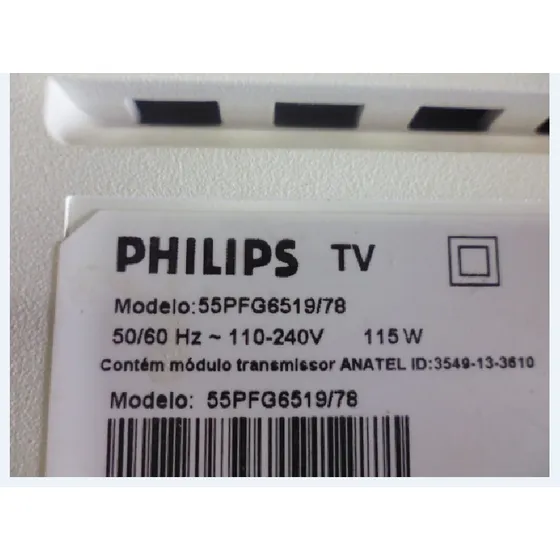 PHILIPS TV
Modelo:55PFG6519/78
50/60 Hz ~ 110-240V 115W
Contém módulo transmissor ANATEL ID:3549-13-3610
Modelo: 55PFG6519/78